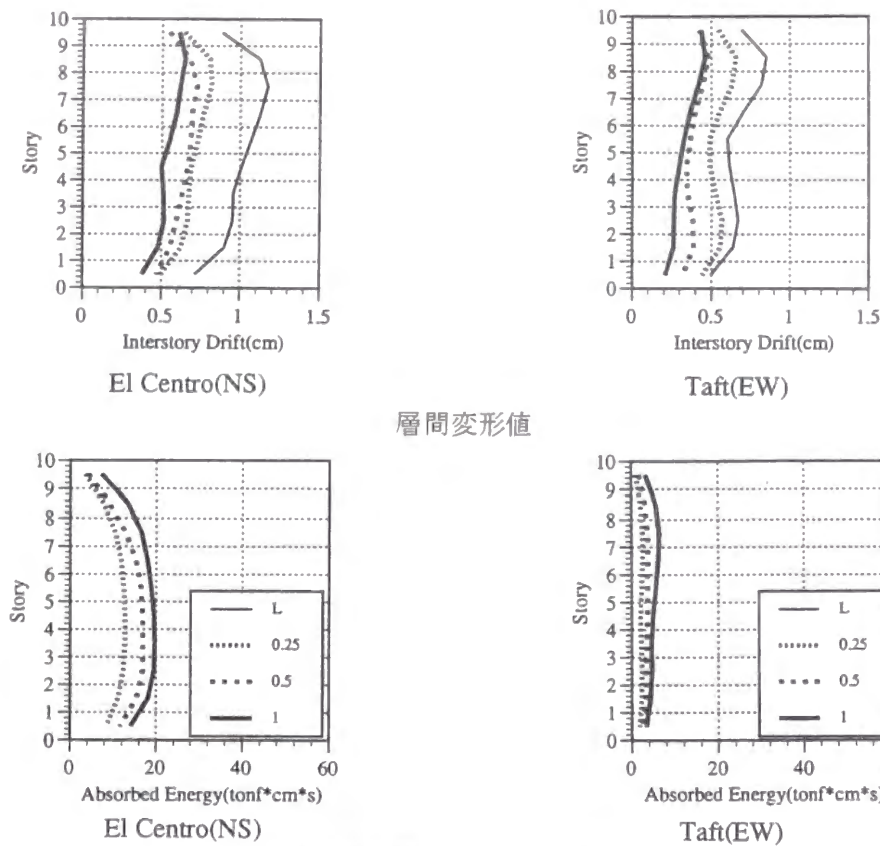 10
9
8
7
6
5
4
3
2
1
0
Story
0 0.5 1 1.5
Interstory Drift(cm)
El Centro(NS)
10
9
8
7
6
5
4
3
2
1
0
Story
0 0.5 1 1.5
Interstory Drift(cm)
Taft(EW)
層間変形値
10
9
8
7
6
5
4
3
2
1
0
Story
L
0.25
0.5
1
0 20 40 60
Absorbed Energy(tonf*cm*s)
El Centro(NS)
10
9
8
7
6
5
4
3
2
1
0
Story
L
0.25
0.5
1
0 20 40
Absorbed Energy(tonf*cm*s)
Taft(EW)